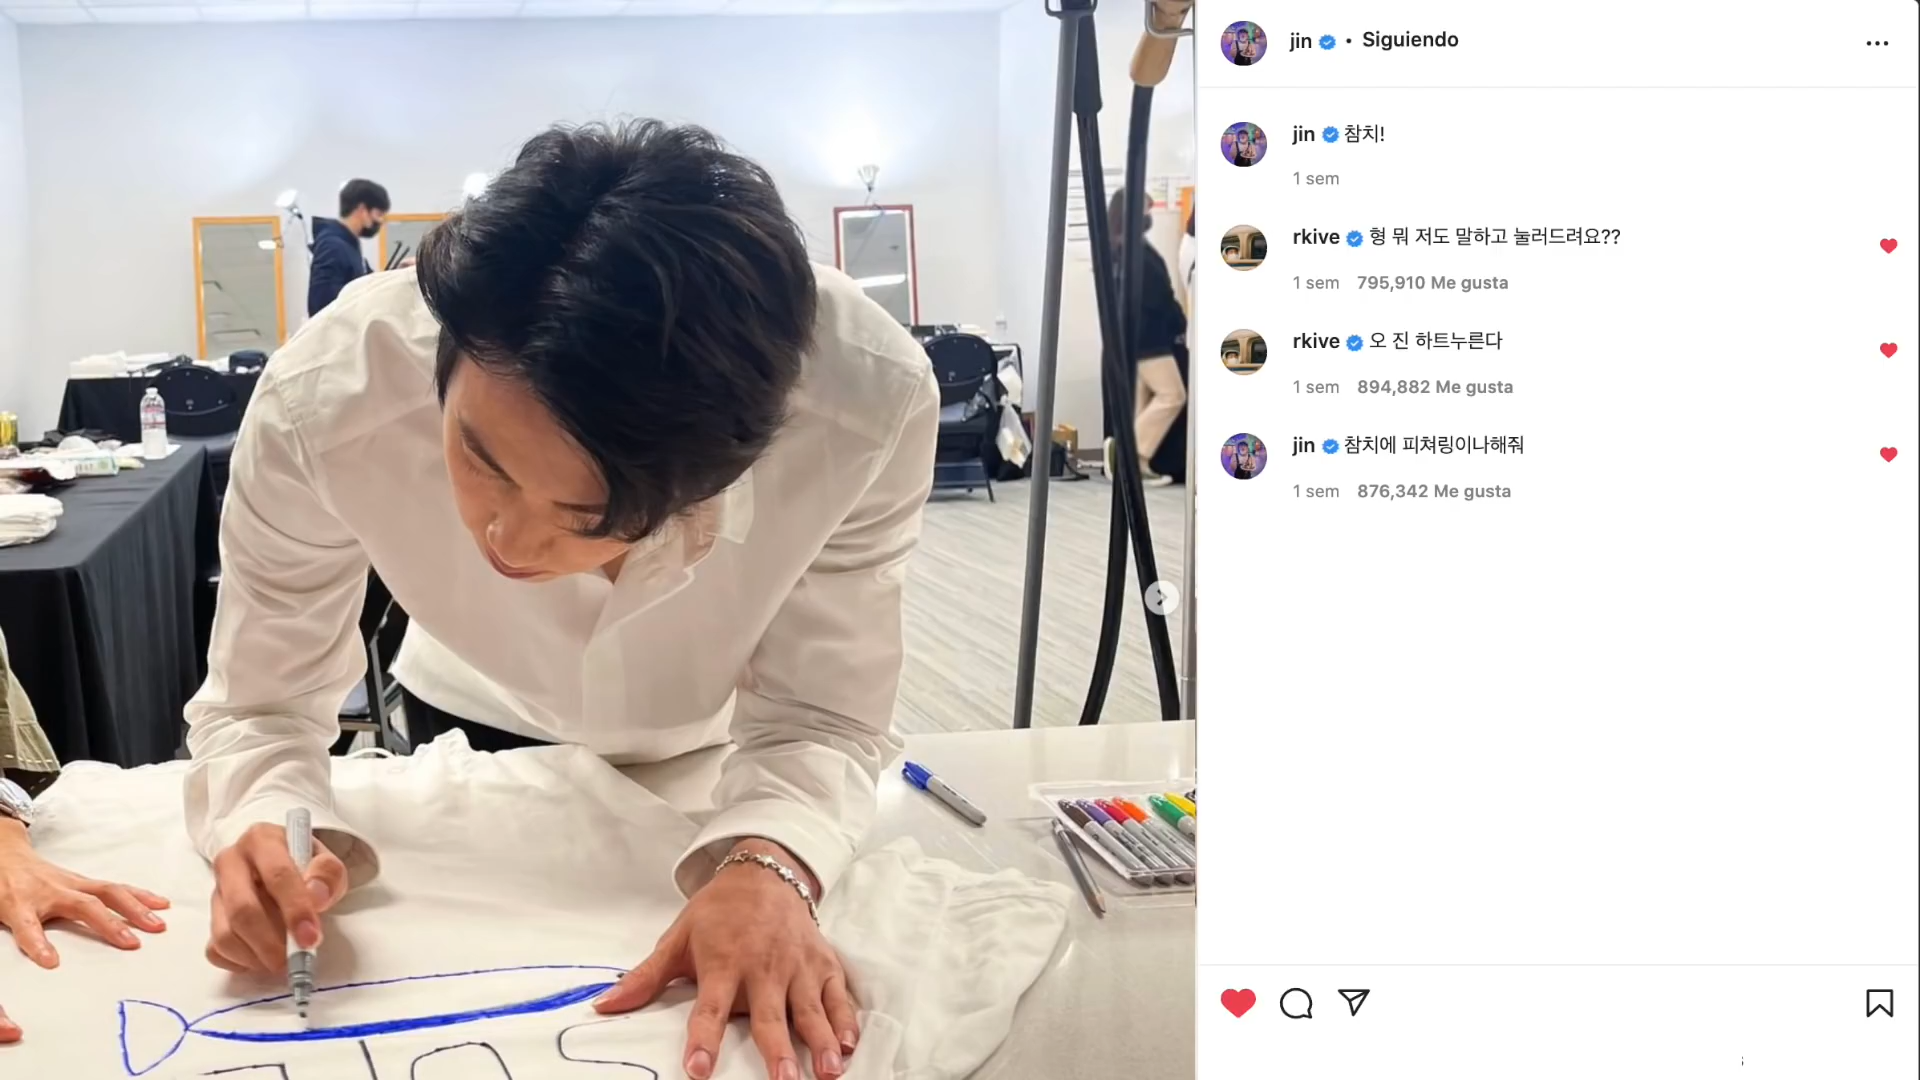 jin • Siguiendo
jin 참치!
1 sem
rkive 형 뭐 저도 말하고 눌러드려요??
1 sem 795,910 Me gusta
rkive 오 진 하트누른다
1 sem 894,882 Me gusta
jin 참치에 피쳐링이나해줘
1 sem 876,342 Me gusta